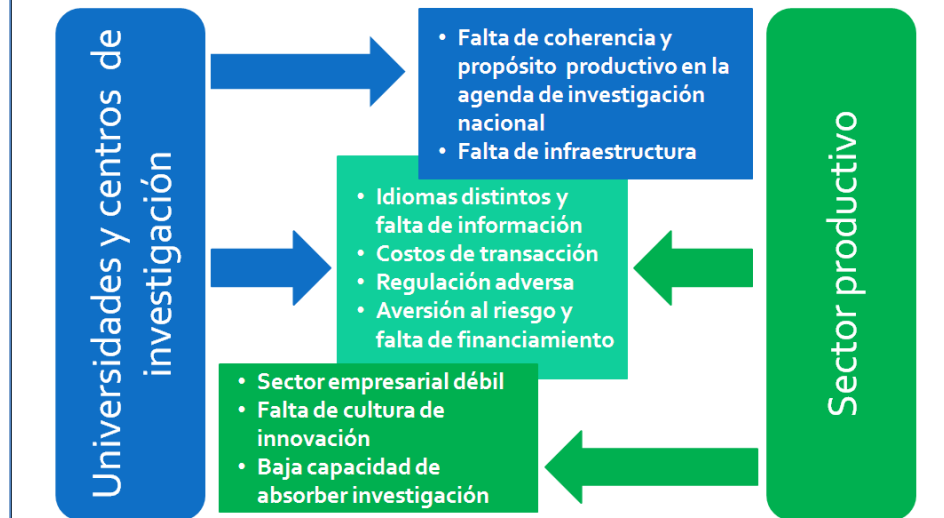 Universidades y centros de
investigación
• Falta de coherencia y
propósito productivo en la
agenda de investigación
nacional
• Falta de infraestructura
• Idiomas distintos y
falta de información
• Costos de transacción
• Regulación adversa
• Aversión al riesgo y
falta de financiamiento
• Sector empresarial débil
• Falta de cultura de
innovación
• Baja capacidad de
absorber investigación
Sector productivo